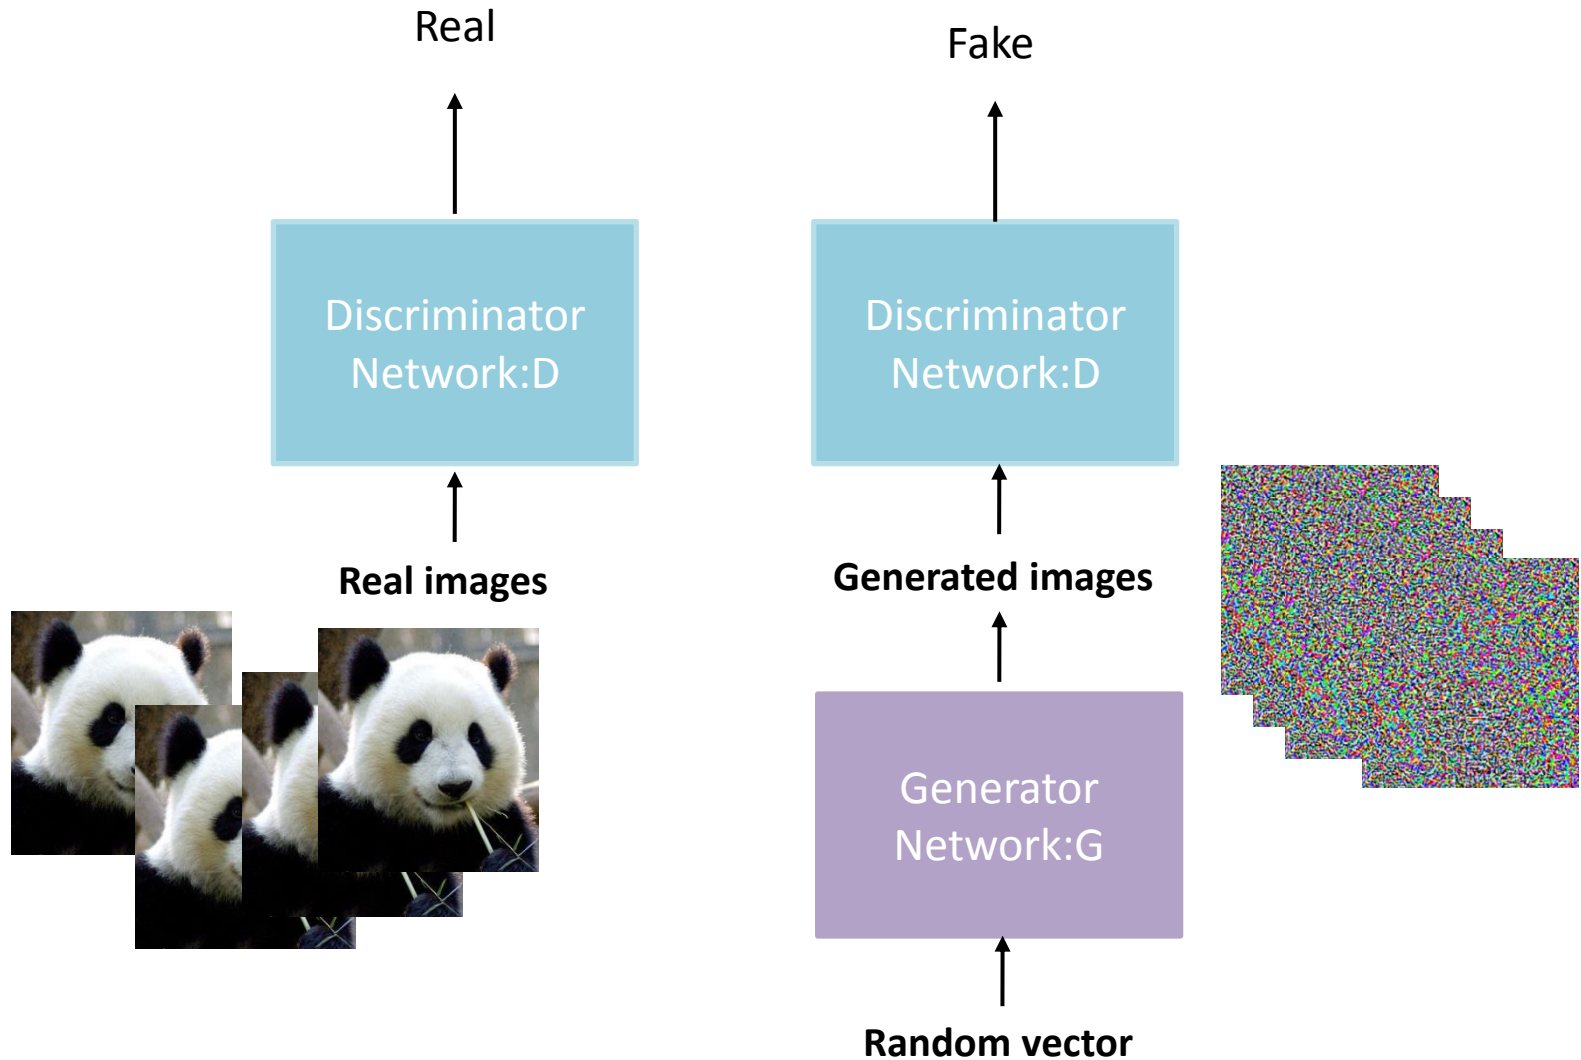 Real
Fake
Discriminator
Network:D
Discriminator
Network:D
Real images
Generated images
Generator
Network:G
Random vector